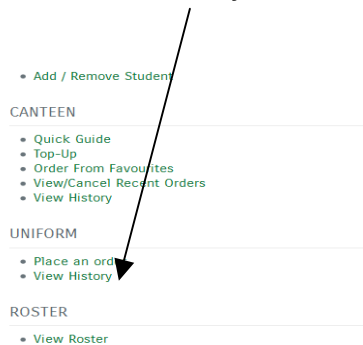 Add / Remove Student
CANTEEN
Quick Guide
Top-Up
Order From Favourites
View/Cancel Recent Orders
View History
UNIFORM
Place an
View History
ROSTER
View Roster